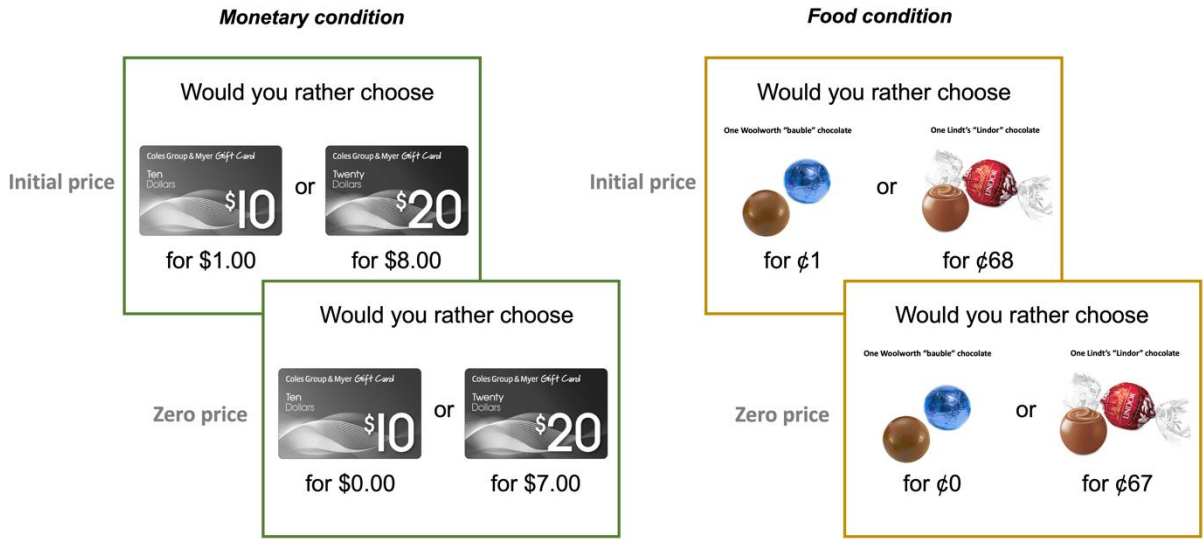 Monetary condition
Food condition
Initial price
Would you rather choose
Coles Group & Myer Gift Card
Ten
Dollars
$10
or
Coles Group & Myer Gift Card
Twenty
Dollars
$20
for $1.00
for $8.00
Zero price
Would you rather choose
Coles Group & Myer Gift Card
Ten
Dollars
$10
or
Coles Group & Myer Gift Card
Twenty
Dollars
$20
for $0.00
for $7.00
Initial price
Would you rather choose
One Woolworth "bauble" chocolate
One Lindt's "Lindor" chocolate
or
LINDOR
for ¢1
for ¢68
Zero price
Would you rather choose
One Woolworth "bauble" chocolate
One Lindt's "Lindor" chocolate
or
LINDOR
for ¢0
for ¢67